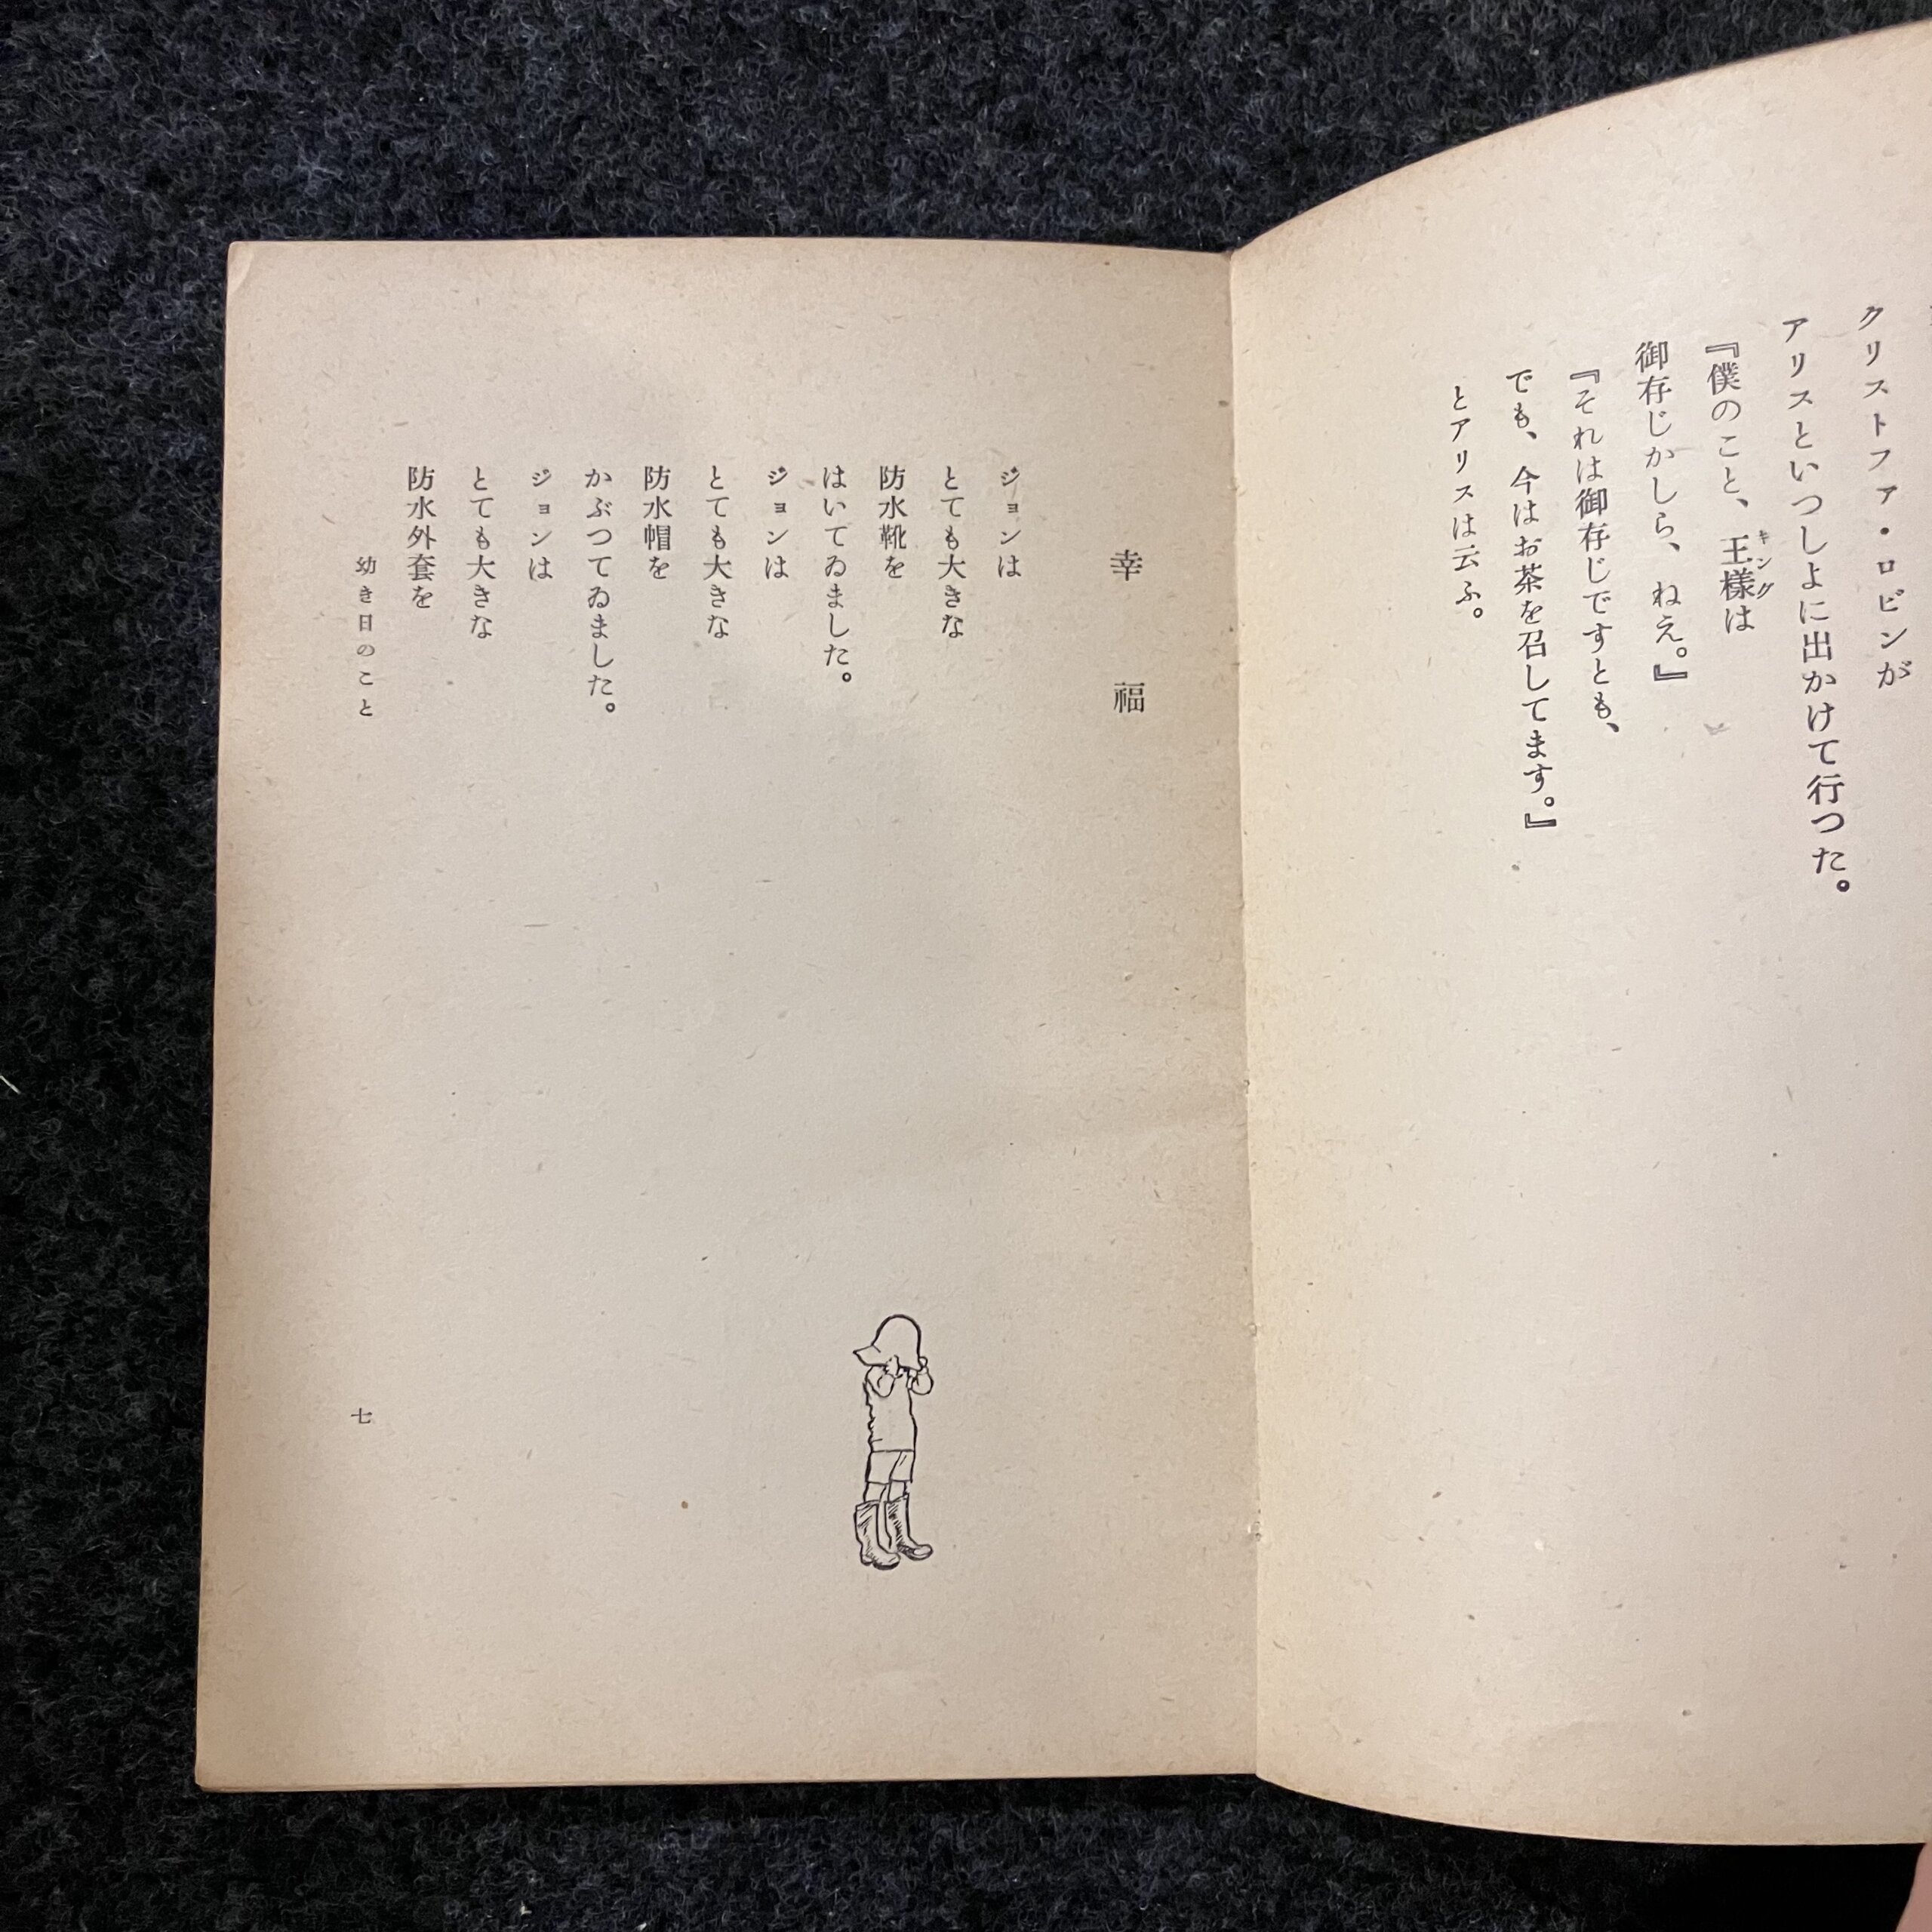 クリストファ・ロビンが
アリスといつしよに出かけて行つた。
『僕のこと、王様は
キング
御存じかしら、ねえ。』
『それは御存じですとも、
でも、今はお茶を召してます。』
とアリスは云ふ。
幸福
ジョンは
とても大きな
防水靴を
はいてゐました。
ジョンは
とても大きな
防水帽を
かぶつてゐました。
ジョンは
とても大きな
防水外套を
幼き日のこと
七